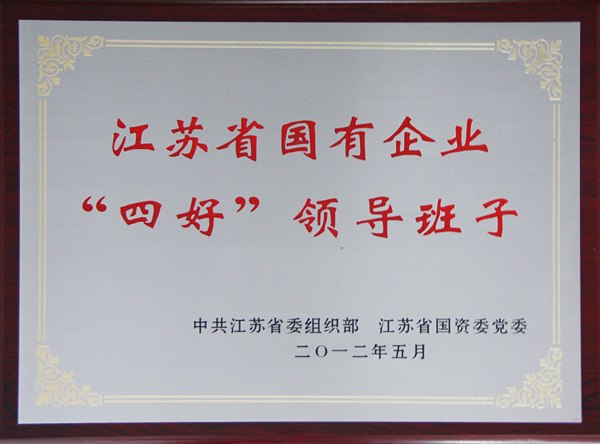 江苏省国有企业
“四好”领导班子
中共江苏省委组织部 江苏省国资委党委
二〇一二年五月